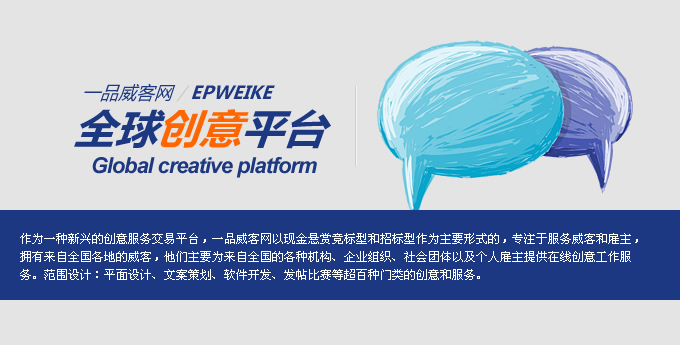 一品威客网／EPWEIKE
全球创意平台
Global creative platform
作为一种新兴的创意服务交易平台，一品威客网以现金悬赏竞标型和招标型作为主要形式的，专注于服务威客和雇主，
拥有来自全国各地的威客，他们主要为来自全国的各种机构、企业组织、社会团体以及个人雇主提供在线创意工作服
务。范围设计：平面设计、文案策划、软件开发、发帖比赛等超百种门类的创意和服务。